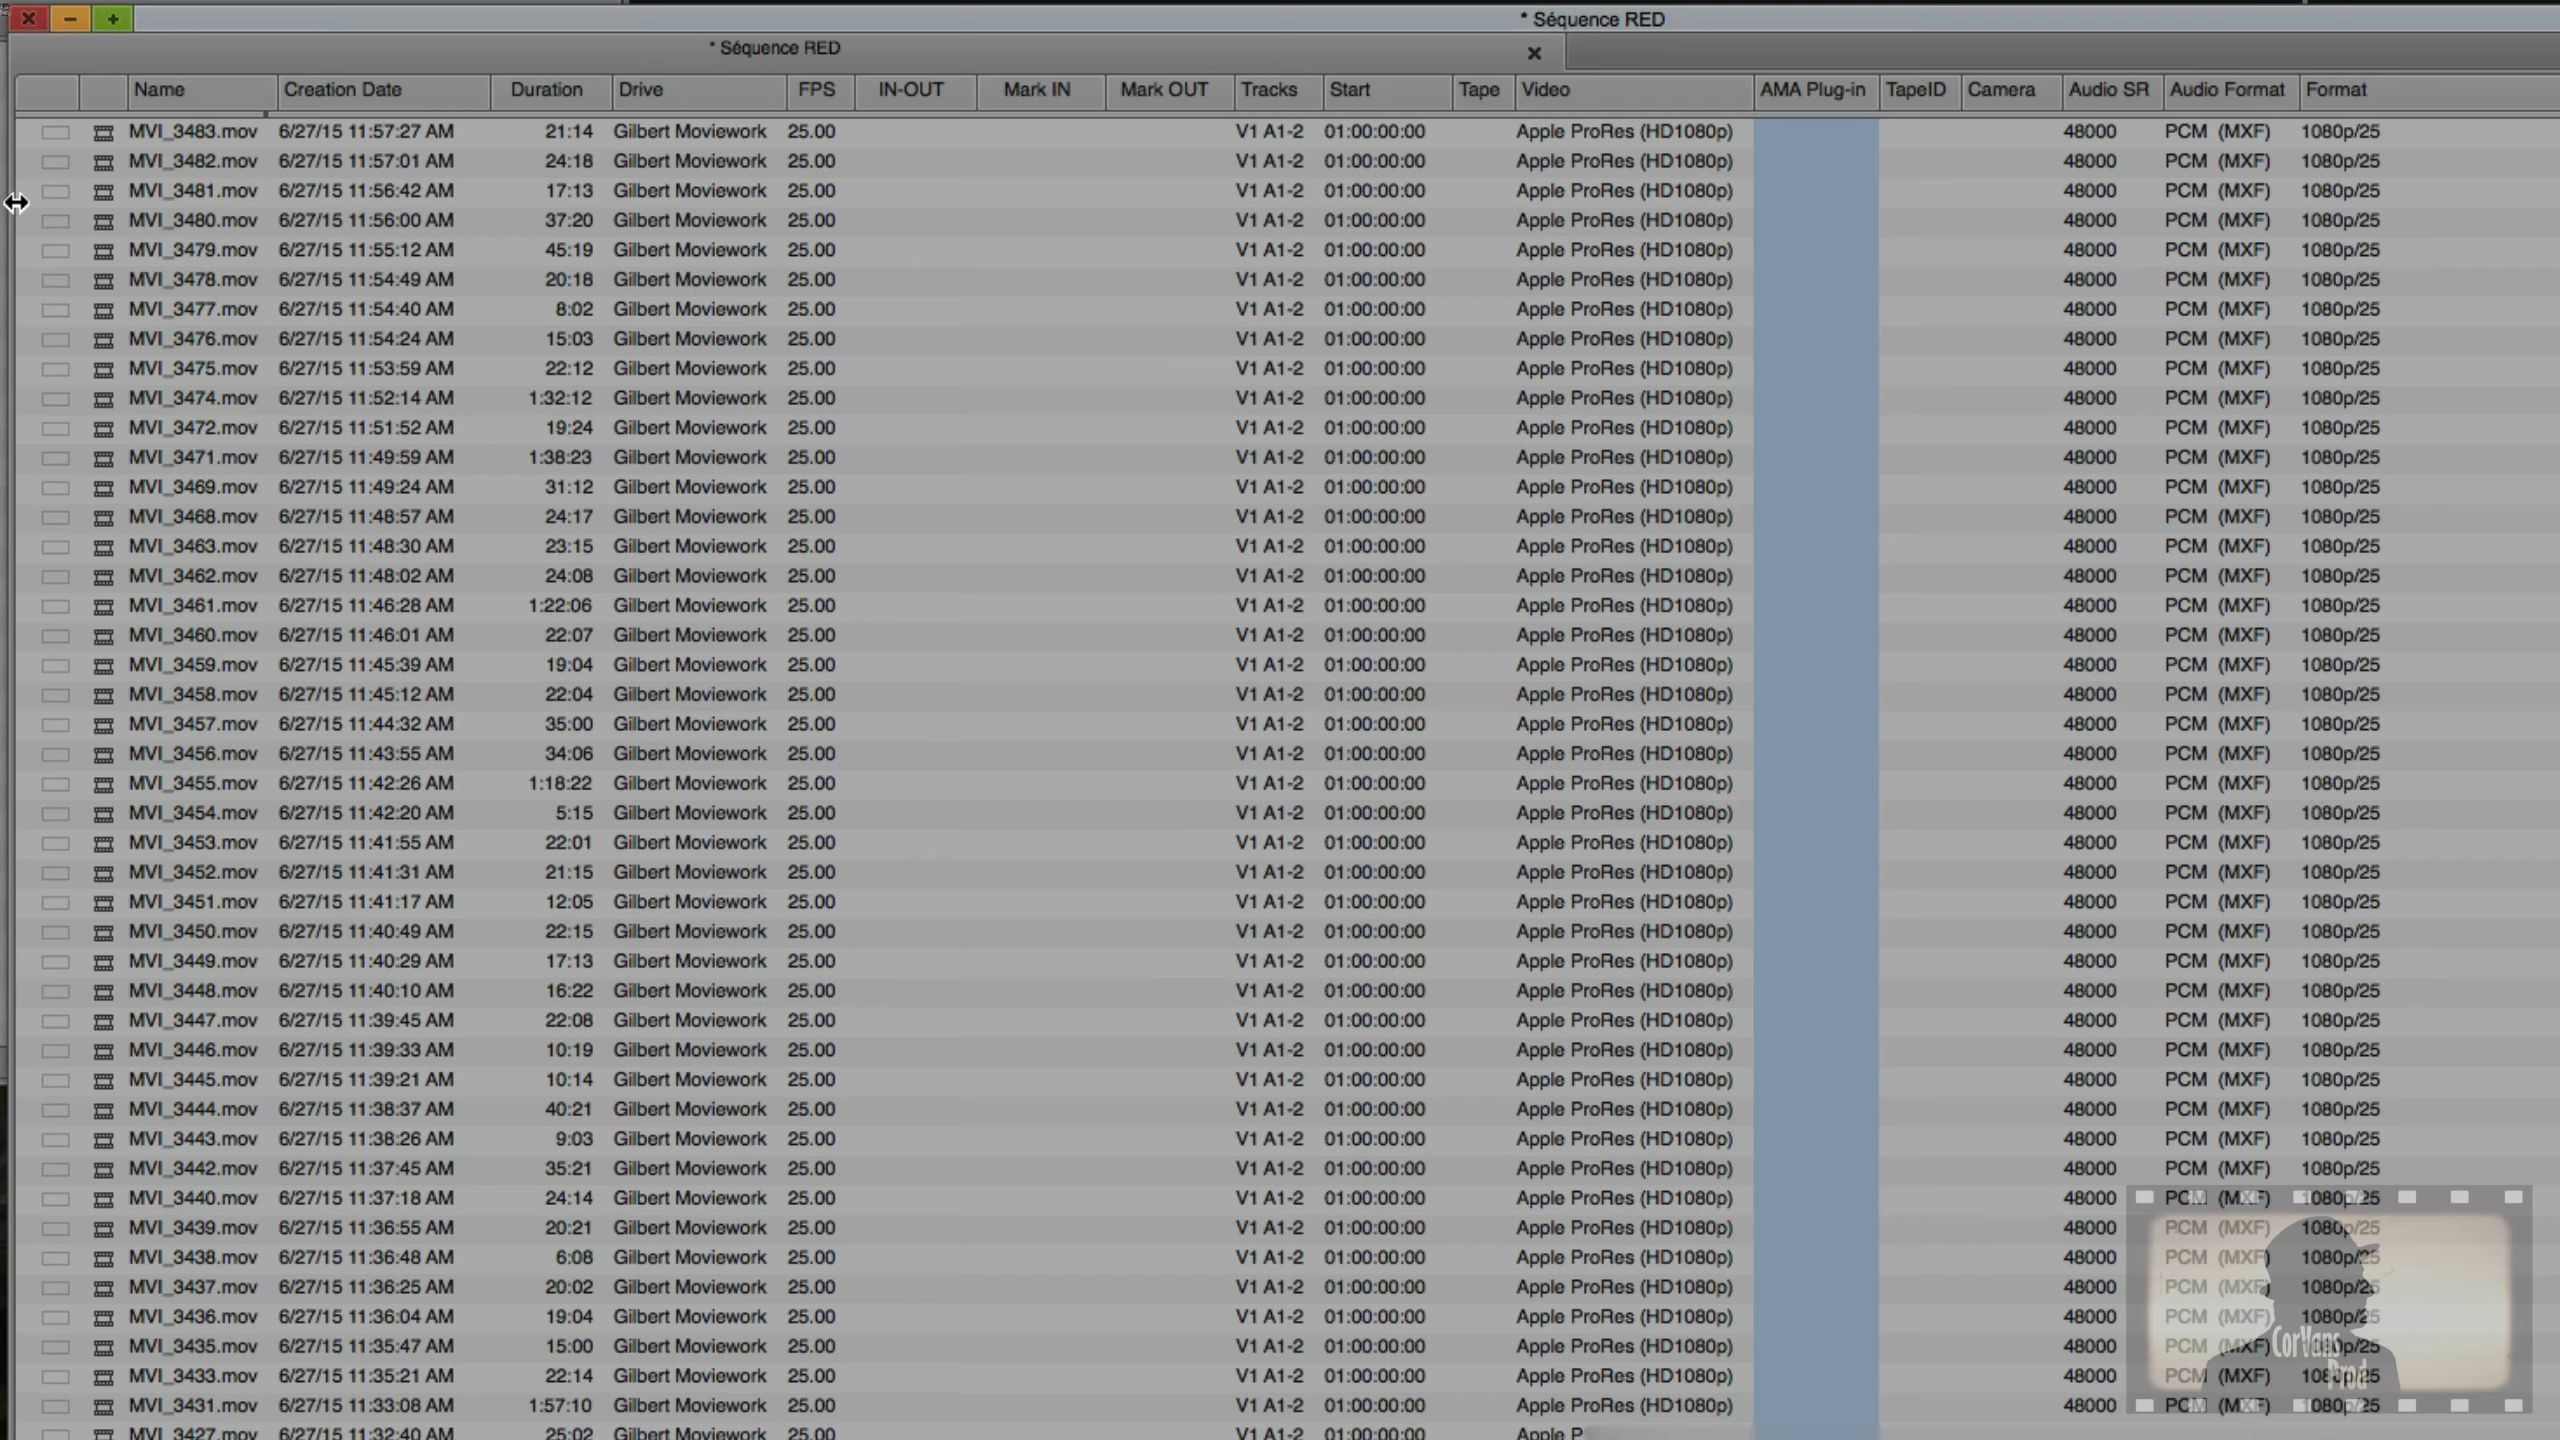 * Séquence RED
* Séquence RED
Name Creation Date Duration Drive FPS IN-OUT Mark IN Mark OUT Tracks Start Tape Video AMA Plug-in TapeID Camera Audio SR Audio Format Format
MVI_3483.mov 6/27/15 11:57:27 AM 21:14 Gilbert Moviework 25.00 V1 A1-2 01:00:00:00 Apple ProRes (HD1080p) 48000 PCM (MXF) 1080p/25
MVI_3482.mov 6/27/15 11:57:01 AM 24:18 Gilbert Moviework 25.00 V1 A1-2 01:00:00:00 Apple ProRes (HD1080p) 48000 PCM (MXF) 1080p/25
MVI_3481.mov 6/27/15 11:56:42 AM 17:13 Gilbert Moviework 25.00 V1 A1-2 01:00:00:00 Apple ProRes (HD1080p) 48000 PCM (MXF) 1080p/25
MVI_3480.mov 6/27/15 11:56:00 AM 37:20 Gilbert Moviework 25.00 V1 A1-2 01:00:00:00 Apple ProRes (HD1080p) 48000 PCM (MXF) 1080p/25
MVI_3479.mov 6/27/15 11:55:12 AM 45:19 Gilbert Moviework 25.00 V1 A1-2 01:00:00:00 Apple ProRes (HD1080p) 48000 PCM (MXF) 1080p/25
MVI_3478.mov 6/27/15 11:54:49 AM 20:18 Gilbert Moviework 25.00 V1 A1-2 01:00:00:00 Apple ProRes (HD1080p) 48000 PCM (MXF) 1080p/25
MVI_3477.mov 6/27/15 11:54:40 AM 8:02 Gilbert Moviework 25.00 V1 A1-2 01:00:00:00 Apple ProRes (HD1080p) 48000 PCM (MXF) 1080p/25
MVI_3476.mov 6/27/15 11:54:24 AM 15:03 Gilbert Moviework 25.00 V1 A1-2 01:00:00:00 Apple ProRes (HD1080p) 48000 PCM (MXF) 1080p/25
MVI_3475.mov 6/27/15 11:53:59 AM 22:12 Gilbert Moviework 25.00 V1 A1-2 01:00:00:00 Apple ProRes (HD1080p) 48000 PCM (MXF) 1080p/25
MVI_3474.mov 6/27/15 11:52:14 AM 1:32:12 Gilbert Moviework 25.00 V1 A1-2 01:00:00:00 Apple ProRes (HD1080p) 48000 PCM (MXF) 1080p/25
MVI_3472.mov 6/27/15 11:51:52 AM 19:24 Gilbert Moviework 25.00 V1 A1-2 01:00:00:00 Apple ProRes (HD1080p) 48000 PCM (MXF) 1080p/25
MVI_3471.mov 6/27/15 11:49:59 AM 1:38:23 Gilbert Moviework 25.00 V1 A1-2 01:00:00:00 Apple ProRes (HD1080p) 48000 PCM (MXF) 1080p/25
MVI_3469.mov 6/27/15 11:49:24 AM 31:12 Gilbert Moviework 25.00 V1 A1-2 01:00:00:00 Apple ProRes (HD1080p) 48000 PCM (MXF) 1080p/25
MVI_3468.mov 6/27/15 11:48:57 AM 24:17 Gilbert Moviework 25.00 V1 A1-2 01:00:00:00 Apple ProRes (HD1080p) 48000 PCM (MXF) 1080p/25
MVI_3463.mov 6/27/15 11:48:30 AM 23:15 Gilbert Moviework 25.00 V1 A1-2 01:00:00:00 Apple ProRes (HD1080p) 48000 PCM (MXF) 1080p/25
MVI_3462.mov 6/27/15 11:48:02 AM 24:08 Gilbert Moviework 25.00 V1 A1-2 01:00:00:00 Apple ProRes (HD1080p) 48000 PCM (MXF) 1080p/25
MVI_3461.mov 6/27/15 11:46:28 AM 1:22:06 Gilbert Moviework 25.00 V1 A1-2 01:00:00:00 Apple ProRes (HD1080p) 48000 PCM (MXF) 1080p/25
MVI_3460.mov 6/27/15 11:46:01 AM 22:07 Gilbert Moviework 25.00 V1 A1-2 01:00:00:00 Apple ProRes (HD1080p) 48000 PCM (MXF) 1080p/25
MVI_3459.mov 6/27/15 11:45:39 AM 19:04 Gilbert Moviework 25.00 V1 A1-2 01:00:00:00 Apple ProRes (HD1080p) 48000 PCM (MXF) 1080p/25
MVI_3458.mov 6/27/15 11:45:12 AM 22:04 Gilbert Moviework 25.00 V1 A1-2 01:00:00:00 Apple ProRes (HD1080p) 48000 PCM (MXF) 1080p/25
MVI_3457.mov 6/27/15 11:44:32 AM 35:00 Gilbert Moviework 25.00 V1 A1-2 01:00:00:00 Apple ProRes (HD1080p) 48000 PCM (MXF) 1080p/25
MVI_3456.mov 6/27/15 11:43:55 AM 34:06 Gilbert Moviework 25.00 V1 A1-2 01:00:00:00 Apple ProRes (HD1080p) 48000 PCM (MXF) 1080p/25
MVI_3455.mov 6/27/15 11:42:26 AM 1:18:22 Gilbert Moviework 25.00 V1 A1-2 01:00:00:00 Apple ProRes (HD1080p) 48000 PCM (MXF) 1080p/25
MVI_3454.mov 6/27/15 11:42:20 AM 5:15 Gilbert Moviework 25.00 V1 A1-2 01:00:00:00 Apple ProRes (HD1080p) 48000 PCM (MXF) 1080p/25
MVI_3453.mov 6/27/15 11:41:55 AM 22:01 Gilbert Moviework 25.00 V1 A1-2 01:00:00:00 Apple ProRes (HD1080p) 48000 PCM (MXF) 1080p/25
MVI_3452.mov 6/27/15 11:41:31 AM 21:15 Gilbert Moviework 25.00 V1 A1-2 01:00:00:00 Apple ProRes (HD1080p) 48000 PCM (MXF) 1080p/25
MVI_3451.mov 6/27/15 11:41:17 AM 12:05 Gilbert Moviework 25.00 V1 A1-2 01:00:00:00 Apple ProRes (HD1080p) 48000 PCM (MXF) 1080p/25
MVI_3450.mov 6/27/15 11:40:49 AM 22:15 Gilbert Moviework 25.00 V1 A1-2 01:00:00:00 Apple ProRes (HD1080p) 48000 PCM (MXF) 1080p/25
MVI_3449.mov 6/27/15 11:40:29 AM 17:13 Gilbert Moviework 25.00 V1 A1-2 01:00:00:00 Apple ProRes (HD1080p) 48000 PCM (MXF) 1080p/25
MVI_3448.mov 6/27/15 11:40:10 AM 16:22 Gilbert Moviework 25.00 V1 A1-2 01:00:00:00 Apple ProRes (HD1080p) 48000 PCM (MXF) 1080p/25
MVI_3447.mov 6/27/15 11:39:45 AM 22:08 Gilbert Moviework 25.00 V1 A1-2 01:00:00:00 Apple ProRes (HD1080p) 48000 PCM (MXF) 1080p/25
MVI_3446.mov 6/27/15 11:39:33 AM 10:19 Gilbert Moviework 25.00 V1 A1-2 01:00:00:00 Apple ProRes (HD1080p) 48000 PCM (MXF) 1080p/25
MVI_3445.mov 6/27/15 11:39:21 AM 10:14 Gilbert Moviework 25.00 V1 A1-2 01:00:00:00 Apple ProRes (HD1080p) 48000 PCM (MXF) 1080p/25
MVI_3444.mov 6/27/15 11:38:37 AM 40:21 Gilbert Moviework 25.00 V1 A1-2 01:00:00:00 Apple ProRes (HD1080p) 48000 PCM (MXF) 1080p/25
MVI_3443.mov 6/27/15 11:38:26 AM 9:03 Gilbert Moviework 25.00 V1 A1-2 01:00:00:00 Apple ProRes (HD1080p) 48000 PCM (MXF) 1080p/25
MVI_3442.mov 6/27/15 11:37:45 AM 35:21 Gilbert Moviework 25.00 V1 A1-2 01:00:00:00 Apple ProRes (HD1080p) 48000 PCM (MXF) 1080p/25
MVI_3440.mov 6/27/15 11:37:18 AM 24:14 Gilbert Moviework 25.00 V1 A1-2 01:00:00:00 Apple ProRes (HD1080p) 48000 PCM (MXF) 1080p/25
MVI_3439.mov 6/27/15 11:36:55 AM 20:21 Gilbert Moviework 25.00 V1 A1-2 01:00:00:00 Apple ProRes (HD1080p) 48000 PCM (MXF) 1080p/25
MVI_3438.mov 6/27/15 11:36:48 AM 6:08 Gilbert Moviework 25.00 V1 A1-2 01:00:00:00 Apple ProRes (HD1080p) 48000 PCM (MXF) 1080p/25
MVI_3437.mov 6/27/15 11:36:25 AM 20:02 Gilbert Moviework 25.00 V1 A1-2 01:00:00:00 Apple ProRes (HD1080p) 48000 PCM (MXF) 1080p/25
MVI_3436.mov 6/27/15 11:36:04 AM 19:04 Gilbert Moviework 25.00 V1 A1-2 01:00:00:00 Apple ProRes (HD1080p) 48000 PCM (MXF) 1080p/25
MVI_3435.mov 6/27/15 11:35:47 AM 15:00 Gilbert Moviework 25.00 V1 A1-2 01:00:00:00 Apple ProRes (HD1080p) 48000 PCM (MXF) 1080p/25
MVI_3433.mov 6/27/15 11:35:21 AM 22:14 Gilbert Moviework 25.00 V1 A1-2 01:00:00:00 Apple ProRes (HD1080p) 48000 PCM (MXF) 1080p/25
MVI_3431.mov 6/27/15 11:33:08 AM 1:57:10 Gilbert Moviework 25.00 V1 A1-2 01:00:00:00 Apple ProRes (HD1080p) 48000 PCM (MXF) 1080p/25
MVI_3427.mov 6/27/15 11:32:40 AM 25:02 Gilbert Moviework 25.00 V1 A1-2 01:00:00:00 Apple P
CorVans
Prod